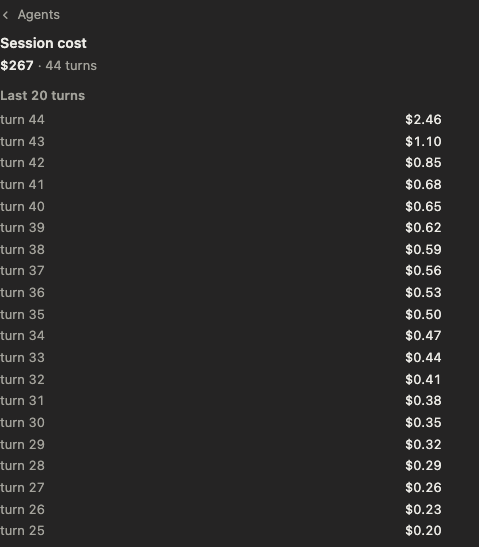 Agents
Session cost
$267 · 44 turns
Last 20 turns
turn 44 $2.46
turn 43 $1.10
turn 42 $0.85
turn 41 $0.68
turn 40 $0.65
turn 39 $0.62
turn 38 $0.59
turn 37 $0.56
turn 36 $0.53
turn 35 $0.50
turn 34 $0.47
turn 33 $0.44
turn 32 $0.41
turn 31 $0.38
turn 30 $0.35
turn 29 $0.32
turn 28 $0.29
turn 27 $0.26
turn 26 $0.23
turn 25 $0.20